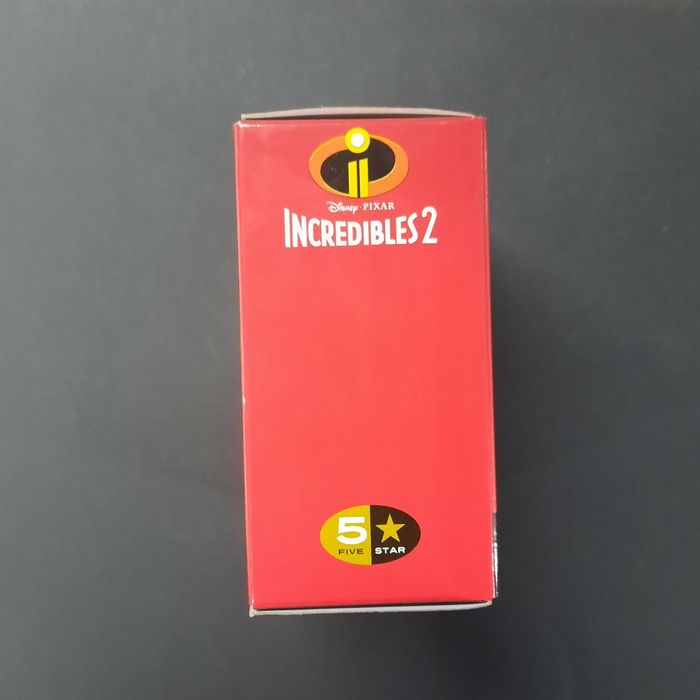 Disney PIXAR
INCREDIBLES 2
5
FIVE STAR